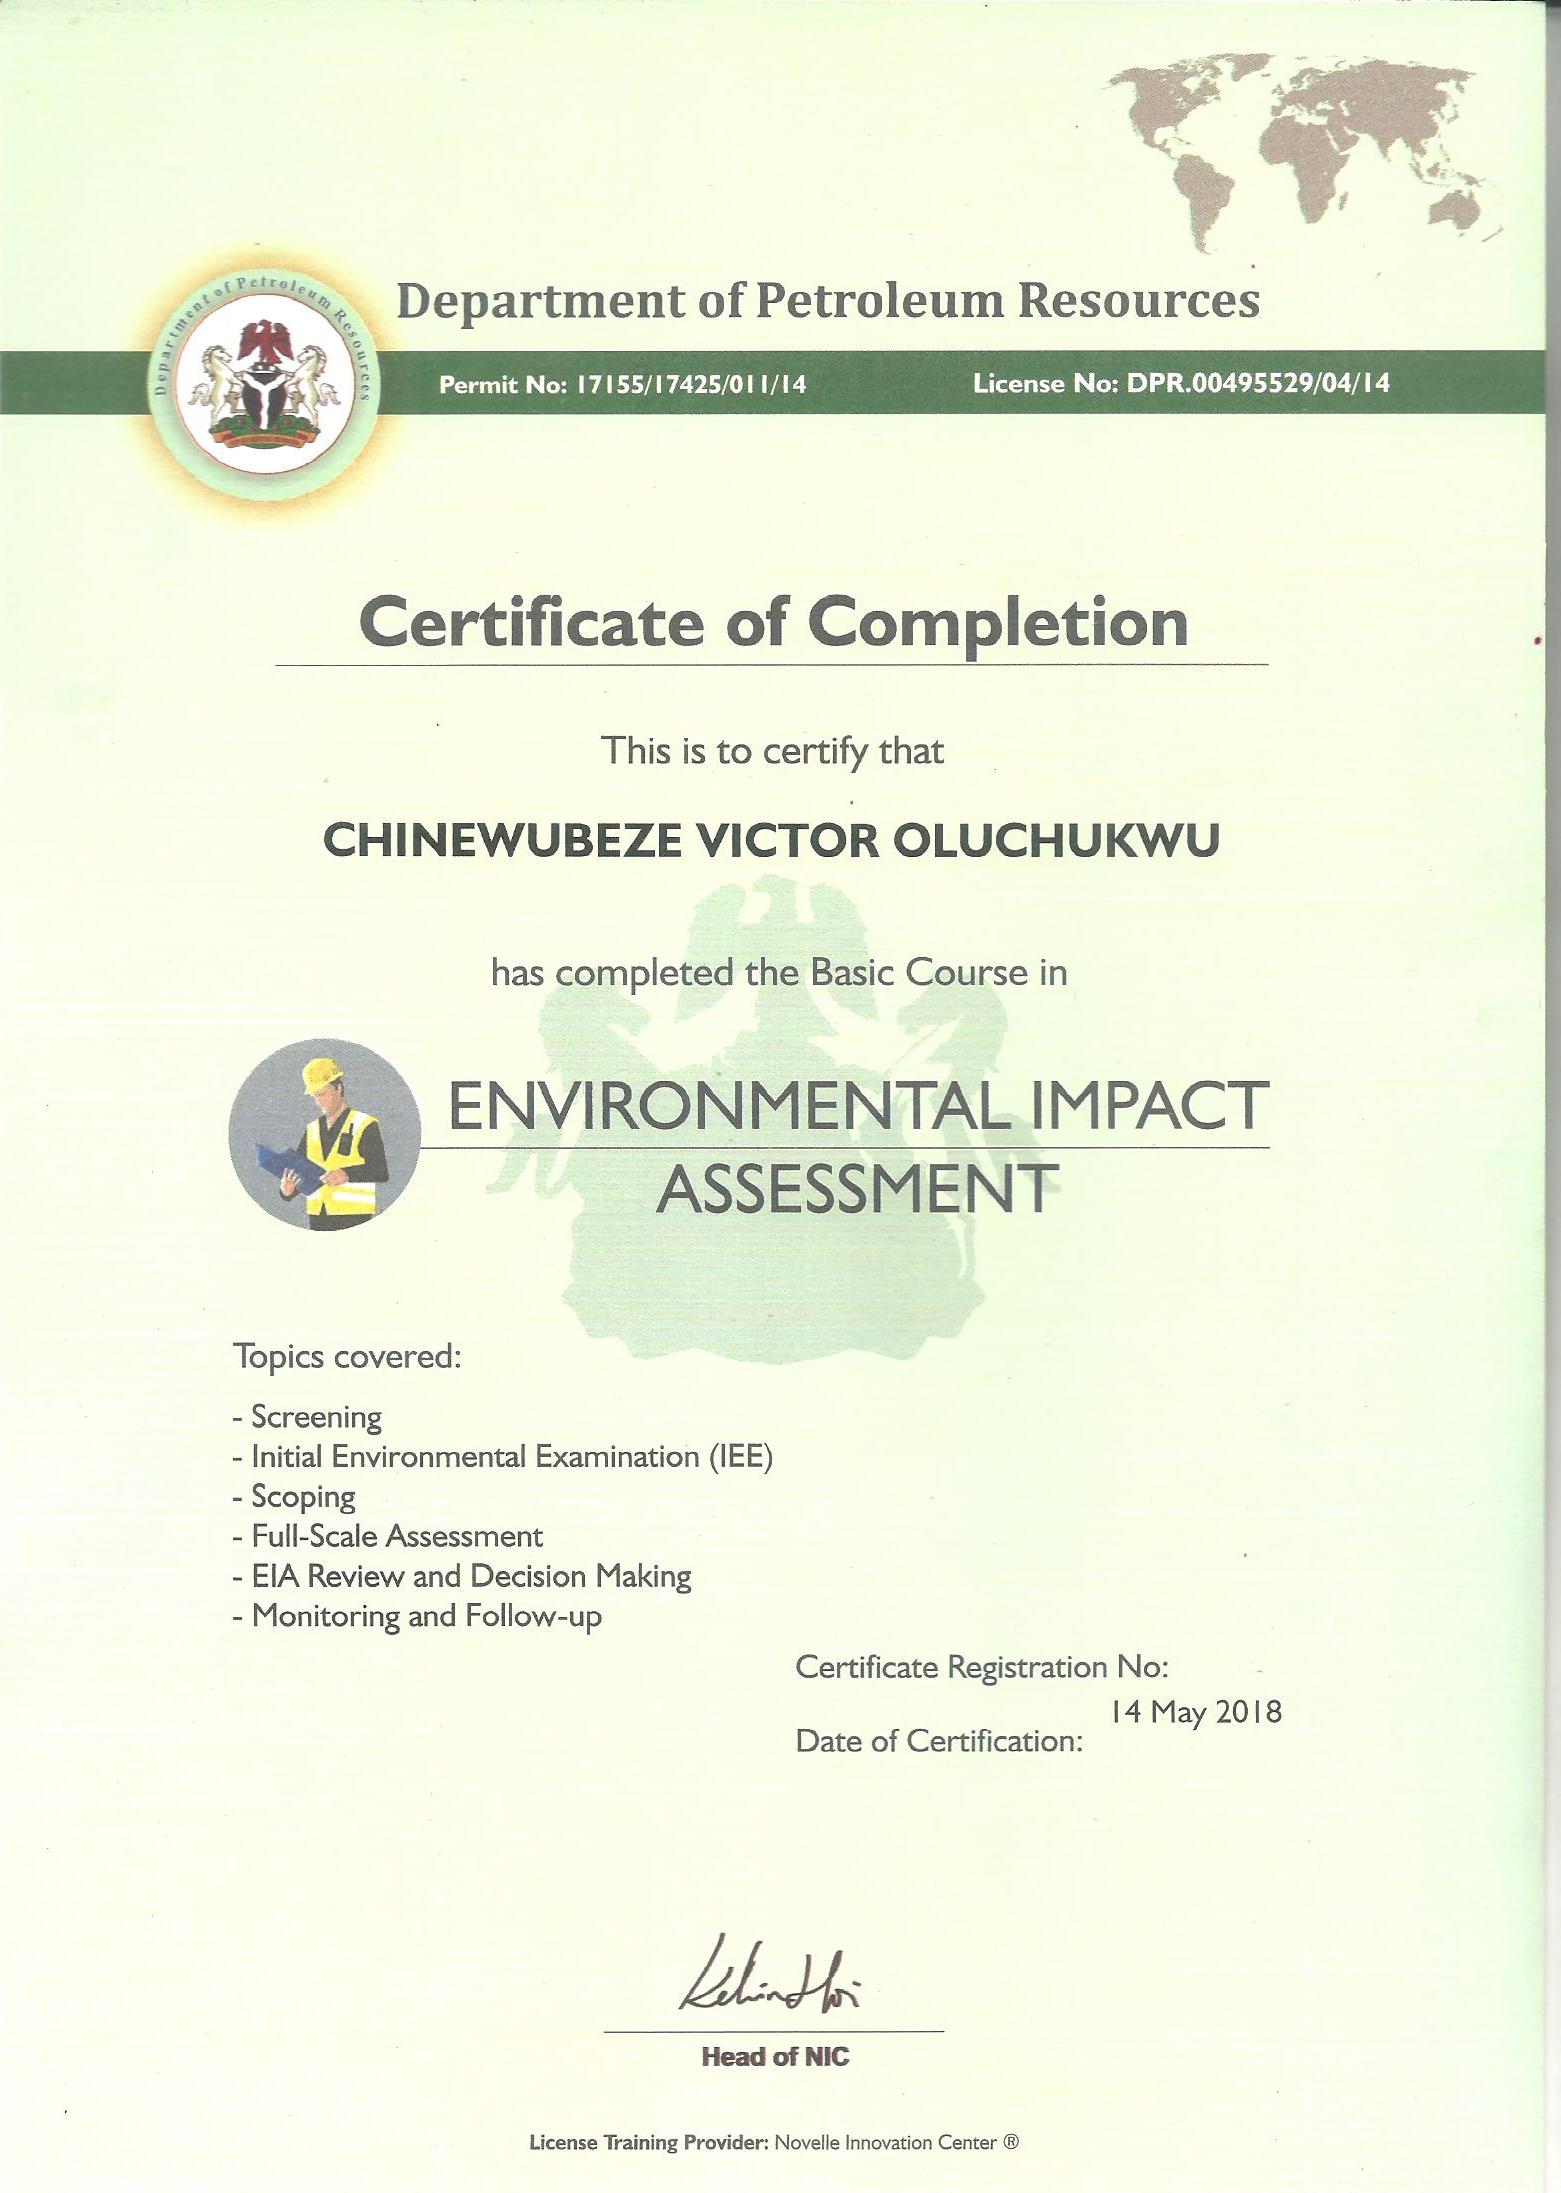 Department of Petroleum Resources
Department of Petroleum Resources
Permit No: 17155/17425/011/14
License No: DPR.00495529/04/14
Certificate of Completion
This is to certify that
CHINEWUBEZE VICTOR OLUCHUKWU
has completed the Basic Course in
ENVIRONMENTAL IMPACT
ASSESSMENT
Topics covered:
- Screening
- Initial Environmental Examination (IEE)
- Scoping
- Full-Scale Assessment
- EIA Review and Decision Making
- Monitoring and Follow-up
Certificate Registration No:
14 May 2018
Date of Certification:
Head of NIC
License Training Provider: Novelle Innovation Center ®